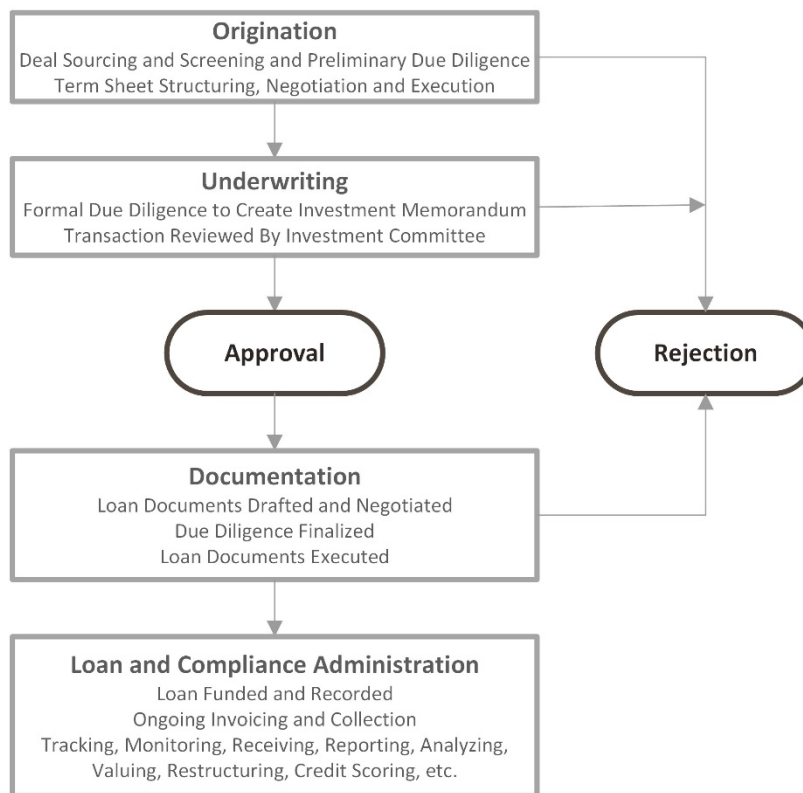 Origination
Deal Sourcing and Screening and Preliminary Due Diligence
Term Sheet Structuring, Negotiation and Execution
Underwriting
Formal Due Diligence to Create Investment Memorandum
Transaction Reviewed By Investment Committee
Approval
Rejection
Documentation
Loan Documents Drafted and Negotiated
Due Diligence Finalized
Loan Documents Executed
Loan and Compliance Administration
Loan Funded and Recorded
Ongoing Invoicing and Collection
Tracking, Monitoring, Receiving, Reporting, Analyzing,
Valuing, Restructuring, Credit Scoring, etc.